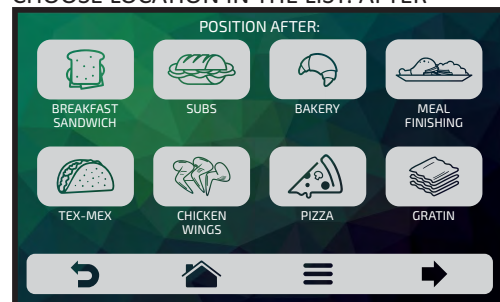 CHOOSE LOCATION IN THE LIST: AFTER
POSITION AFTER:
BREAKFAST
SANDWICH
SUBS
BAKERY
MEAL
FINISHING
TEX-MEX
CHICKEN
WINGS
PIZZA
GRATIN